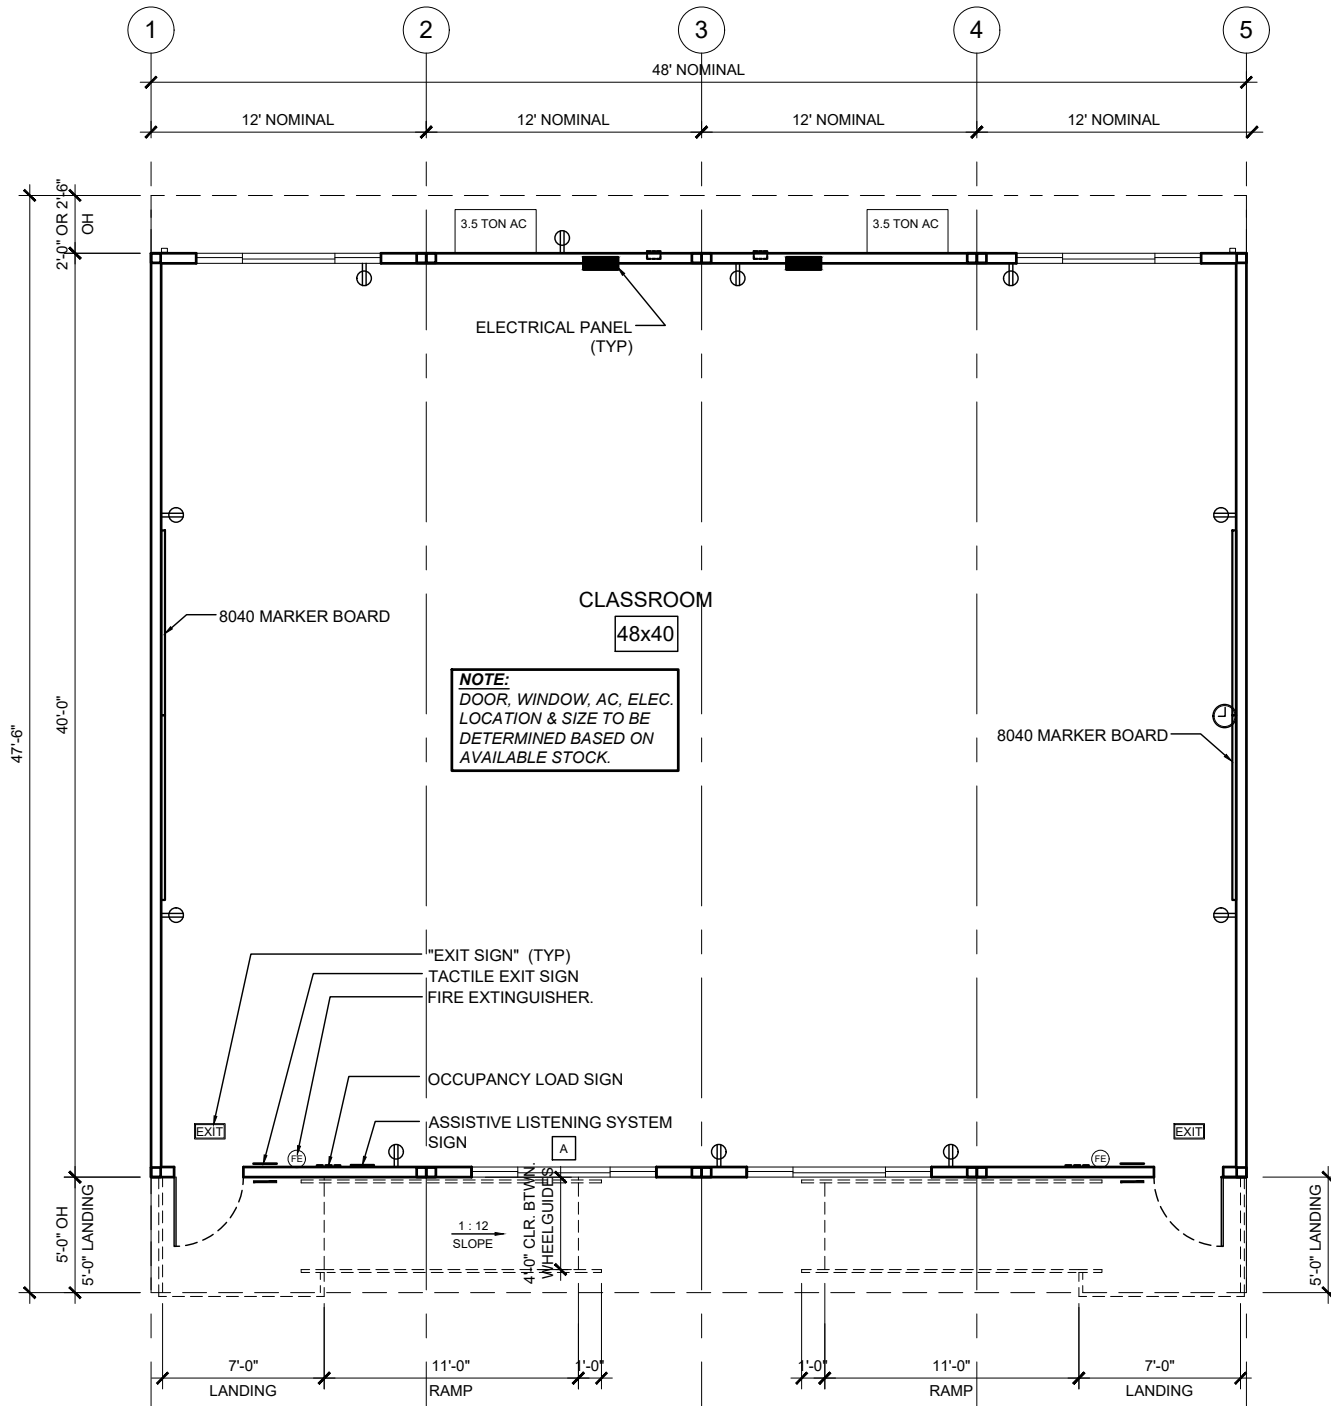 1 2 3 4 5
48' NOMINAL
12' NOMINAL 12' NOMINAL 12' NOMINAL 12' NOMINAL
2'-0" OR 2'-6"
OH
3.5 TON AC 3.5 TON AC
ELECTRICAL PANEL
(TYP)
CLASSROOM
48x40
8040 MARKER BOARD
NOTE:
DOOR, WINDOW, AC, ELEC.
LOCATION & SIZE TO BE
DETERMINED BASED ON
AVAILABLE STOCK.
8040 MARKER BOARD
47'-6"
40'-0"
"EXIT SIGN" (TYP)
TACTILE EXIT SIGN
FIRE EXTINGUISHER.
OCCUPANCY LOAD SIGN
ASSISTIVE LISTENING SYSTEM
SIGN
A
EXIT EXIT
FE FE
5'-0" OH
5'-0" LANDING
1 : 12
SLOPE
4'-0" CLR. BTWN.
WHEELGUIDES
5'-0" LANDING
7'-0" 11'-0" 1'-0" 1'-0" 11'-0" 7'-0"
LANDING RAMP RAMP LANDING